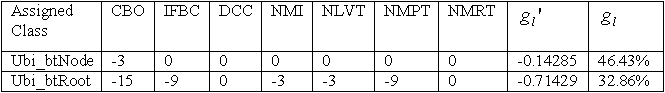 Assigned Class CBO IFBC DCC NMI NLVT NMPT NMRT g_l' g_l
Ubi_btNode -3 0 0 0 0 0 0 -0.14285 46.43%
Ubi_btRoot -15 -9 0 -3 -3 -9 0 -0.71429 32.86%